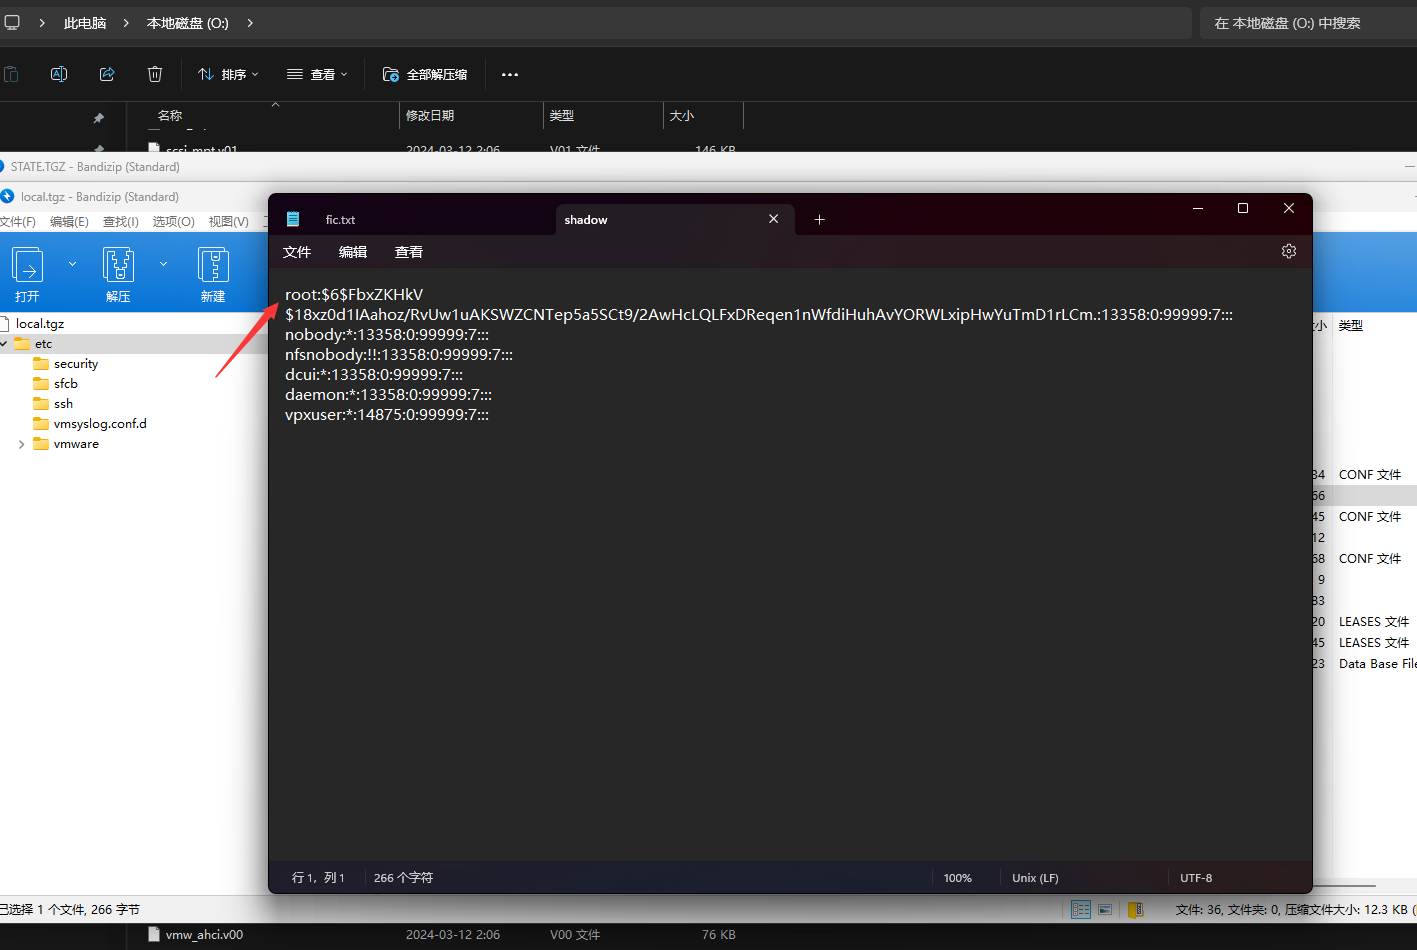 此电脑 本地磁盘 (O:)
在 本地磁盘 (O:) 中搜索
排序 查看 全部解压缩
名称 修改日期 类型 大小
scsi_mpt.v01 2024-03-12 2:06 V01 文件 146 KB
STATE.TGZ - Bandizip (Standard)
local.tgz - Bandizip (Standard)
文件(F) 编辑(E) 查找(I) 选项(O) 视图(V)
打开 解压 新建
local.tgz
etc
security
sfcb
ssh
vmsyslog.conf.d
vmware
fic.txt
shadow
文件 编辑 查看
root:$6$FbxZKHkV
$18xz0d1IAahoz/RvUw1uAKSWZCNTep5a5SCt9/2AwHcLQLFxDReqen1nWfdiHuhAvYORWLxipHwYuTmD1rLCm.:13358:0:99999:7:::
nobody:*:13358:0:99999:7:::
nfsnobody:!!:13358:0:99999:7:::
dcui:*:13358:0:99999:7:::
daemon:*:13358:0:99999:7:::
vpxuser:*:14875:0:99999:7:::
行 1，列 1 266 个字符 100% Unix (LF) UTF-8
小 类型
34 CONF 文件
66
45 CONF 文件
12
68 CONF 文件
9
83
20 LEASES 文件
45 LEASES 文件
23 Data Base File
已选择 1 个文件, 266 字节
文件: 36, 文件夹: 0, 压缩文件大小: 12.3 KB
vmw_ahci.v00 2024-03-12 2:06 V00 文件 76 KB